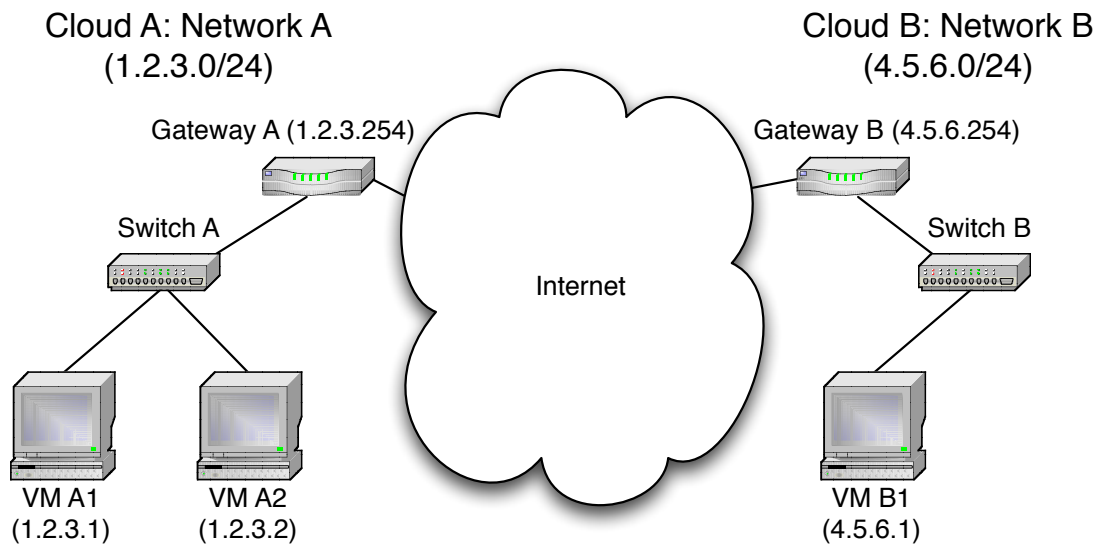 Cloud A: Network A
(1.2.3.0/24)
Cloud B: Network B
(4.5.6.0/24)
Gateway A (1.2.3.254)
Gateway B (4.5.6.254)
Switch A
Switch B
Internet
VM A1
(1.2.3.1)
VM A2
(1.2.3.2)
VM B1
(4.5.6.1)